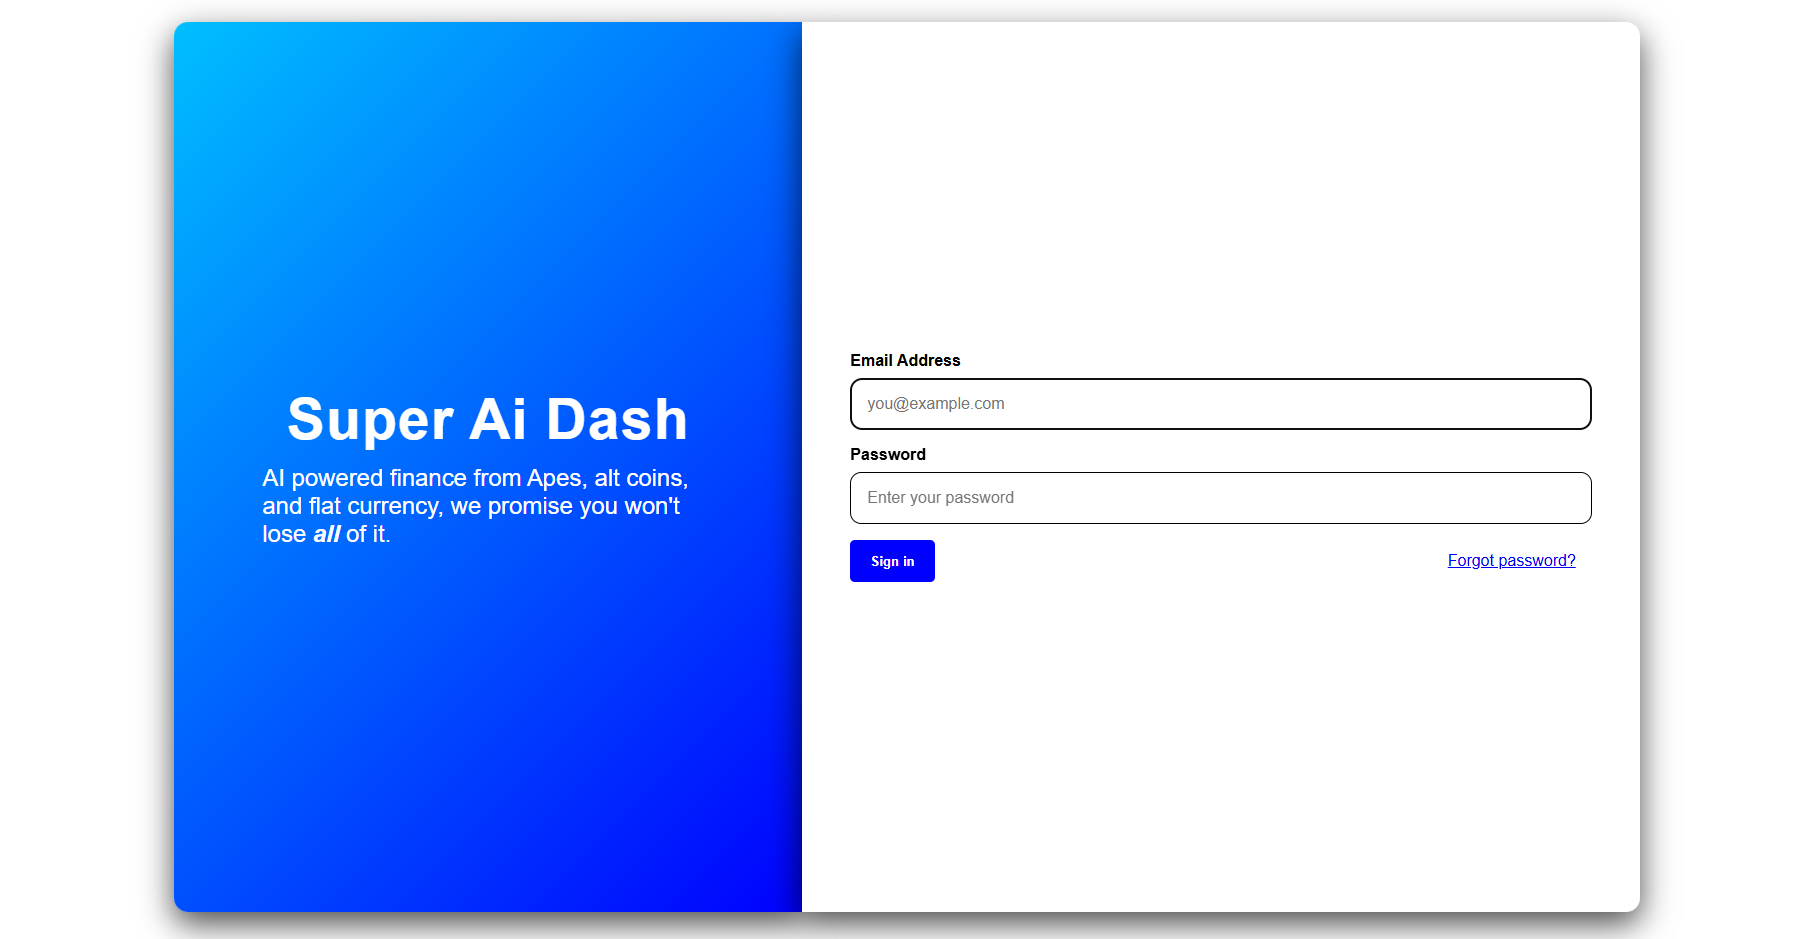 Super Ai Dash
AI powered finance from Apes, alt coins,
and flat currency, we promise you won't
lose all of it.
Email Address
you@example.com
Password
Enter your password
Sign in
Forgot password?